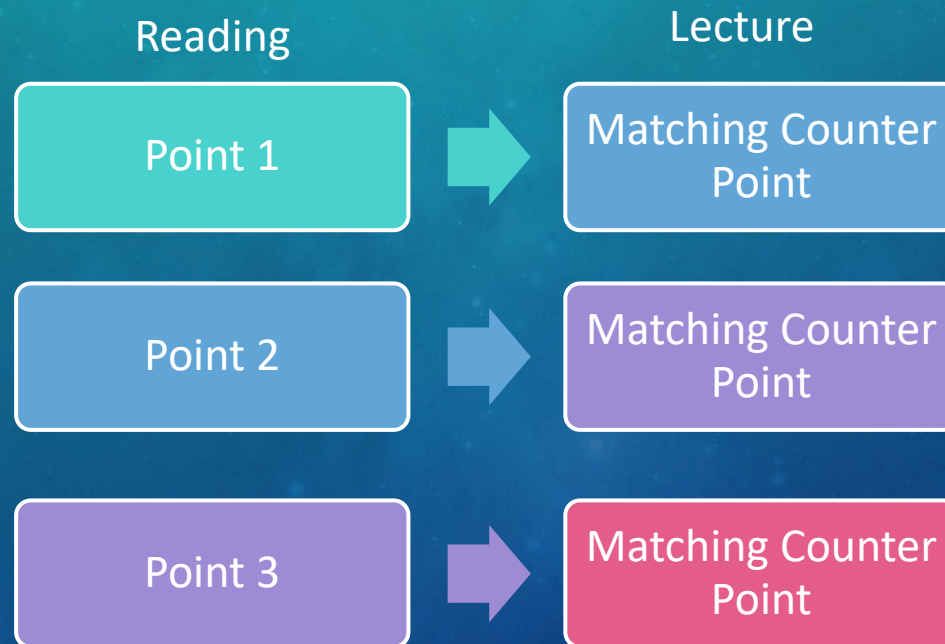 Reading
Lecture
Point 1
Matching Counter
Point
Point 2
Matching Counter
Point
Point 3
Matching Counter
Point